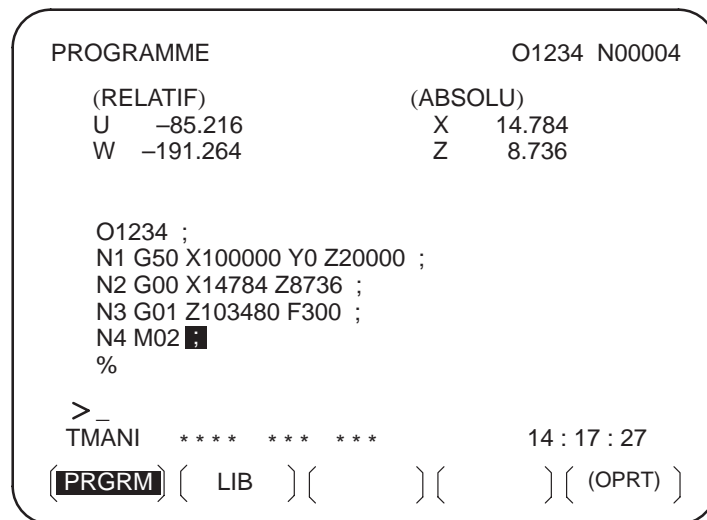 PROGRAMME O1234 N00004
(RELATIF) (ABSOLU)
U –85.216 X 14.784
W –191.264 Z 8.736
O1234 ;
N1 G50 X100000 Y0 Z20000 ;
N2 G00 X14784 Z8736 ;
N3 G01 Z103480 F300 ;
N4 M02 ;
%
>_
TMANI * * * * * * * * * * 14 : 17 : 27
[PRGRM] [ LIB ] [ ] [ ] [ (OPRT) ]